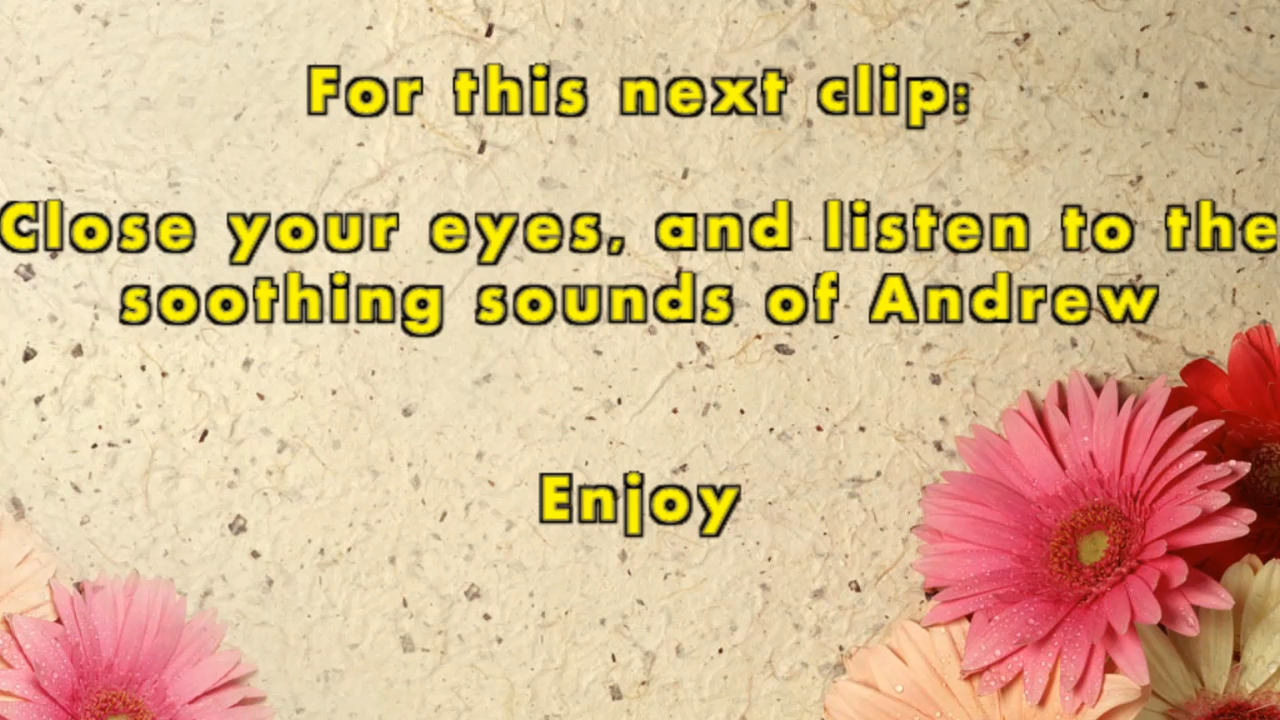 For this next clip:
Close your eyes, and listen to the
soothing sounds of Andrew
Enjoy